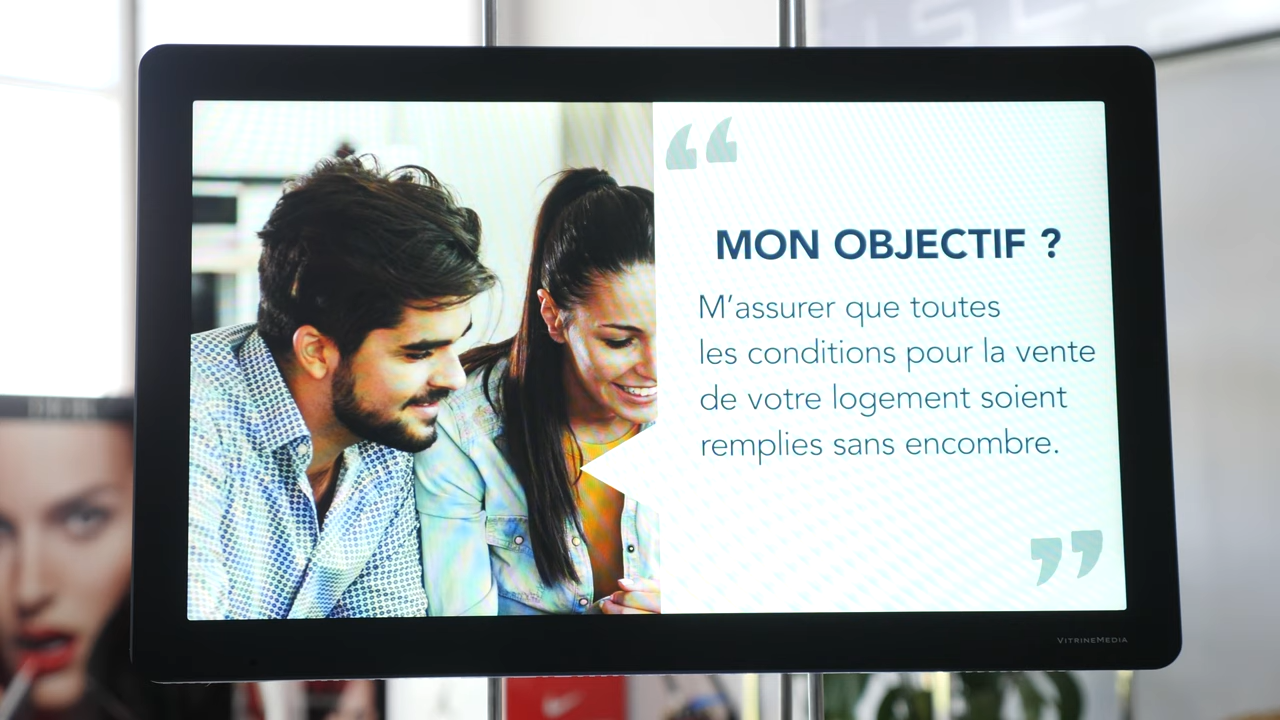 “
MON OBJECTIF ?
M’assurer que toutes
les conditions pour la vente
de votre logement soient
remplies sans encombre.
”
VITRINEMEDIA